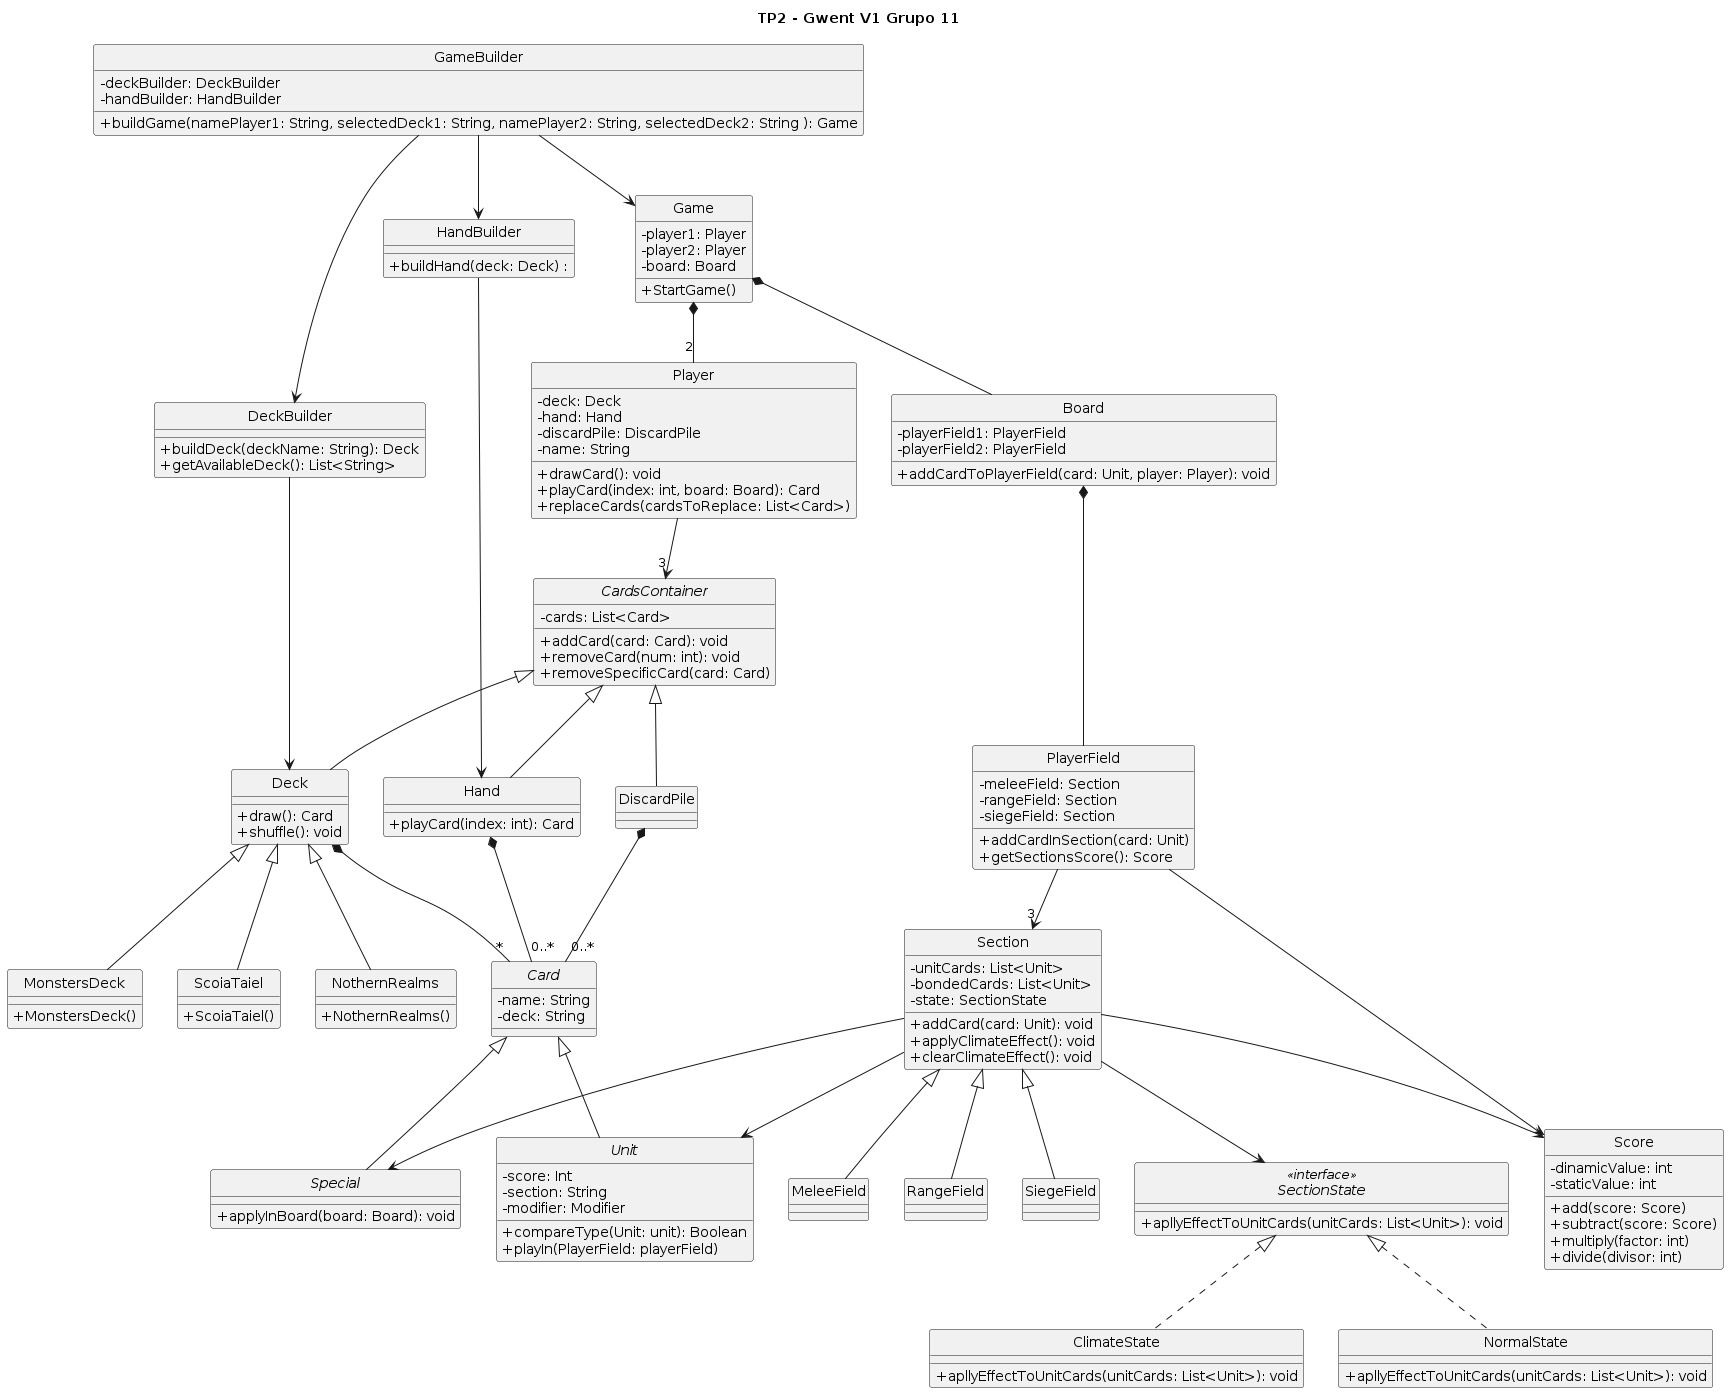 TP2 - Gwent V1 Grupo 11
GameBuilder
-deckBuilder: DeckBuilder
-handBuilder: HandBuilder
+buildGame(namePlayer1: String, selectedDeck1: String, namePlayer2: String, selectedDeck2: String ): Game
Game
-player1: Player
-player2: Player
-board: Board
+StartGame()
HandBuilder
+buildHand(deck: Deck) :
2
Player
-deck: Deck
-hand: Hand
-discardPile: DiscardPile
-name: String
+drawCard(): void
+playCard(index: int, board: Board): Card
+replaceCards(cardsToReplace: List<Card>)
Board
-playerField1: PlayerField
-playerField2: PlayerField
+addCardToPlayerField(card: Unit, player: Player): void
DeckBuilder
+buildDeck(deckName: String): Deck
+getAvailableDeck(): List<String>
3
CardsContainer
-cards: List<Card>
+addCard(card: Card): void
+removeCard(num: int): void
+removeSpecificCard(card: Card)
Deck
+draw(): Card
+shuffle(): void
Hand
+playCard(index: int): Card
DiscardPile
PlayerField
-meleeField: Section
-rangeField: Section
-siegeField: Section
+addCardInSection(card: Unit)
+getSectionsScore(): Score
3
*
0..*
0..*
MonstersDeck
+MonstersDeck()
ScoiaTaiel
+ScoiaTaiel()
NothernRealms
+NothernRealms()
Card
-name: String
-deck: String
Section
-unitCards: List<Unit>
-bondedCards: List<Unit>
-state: SectionState
+addCard(card: Unit): void
+applyClimateEffect(): void
+clearClimateEffect(): void
Special
+applyInBoard(board: Board): void
Unit
-score: Int
-section: String
-modifier: Modifier
+compareType(Unit: unit): Boolean
+playIn(PlayerField: playerField)
MeleeField
RangeField
SiegeField
«interface»
SectionState
+apllyEffectToUnitCards(unitCards: List<Unit>): void
Score
-dinamicValue: int
-staticValue: int
+add(score: Score)
+subtract(score: Score)
+multiply(factor: int)
+divide(divisor: int)
ClimateState
+apllyEffectToUnitCards(unitCards: List<Unit>): void
NormalState
+apllyEffectToUnitCards(unitCards: List<Unit>): void